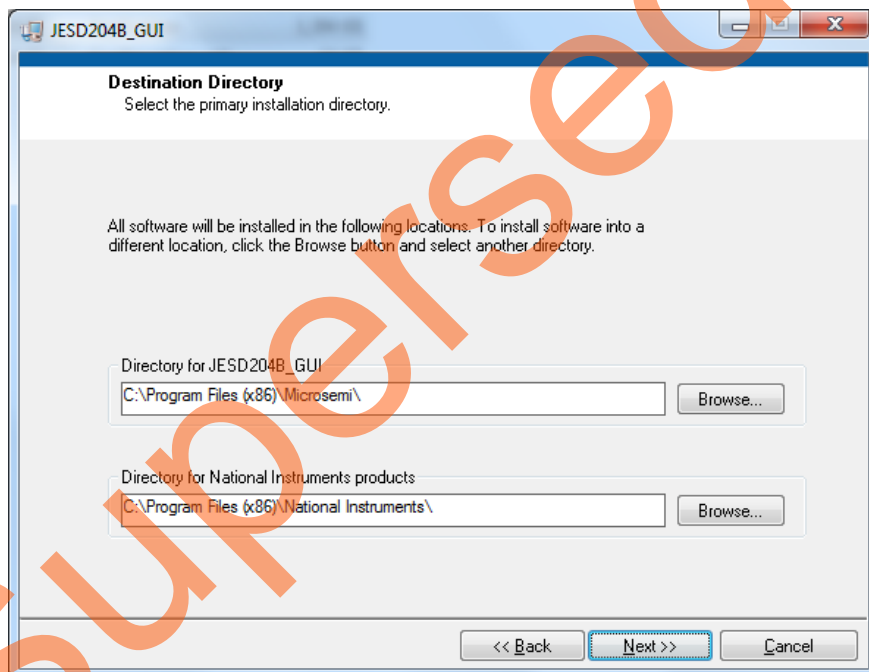 JESD204B_GUI
Destination Directory
Select the primary installation directory.
All software will be installed in the following locations. To install software into a
different location, click the Browse button and select another directory.
Directory for JESD204B_GUI
C:\Program Files (x86)\Microsemi\
Browse...
Directory for National Instruments products
C:\Program Files (x86)\National Instruments\
Browse...
<< Back
Next >>
Cancel